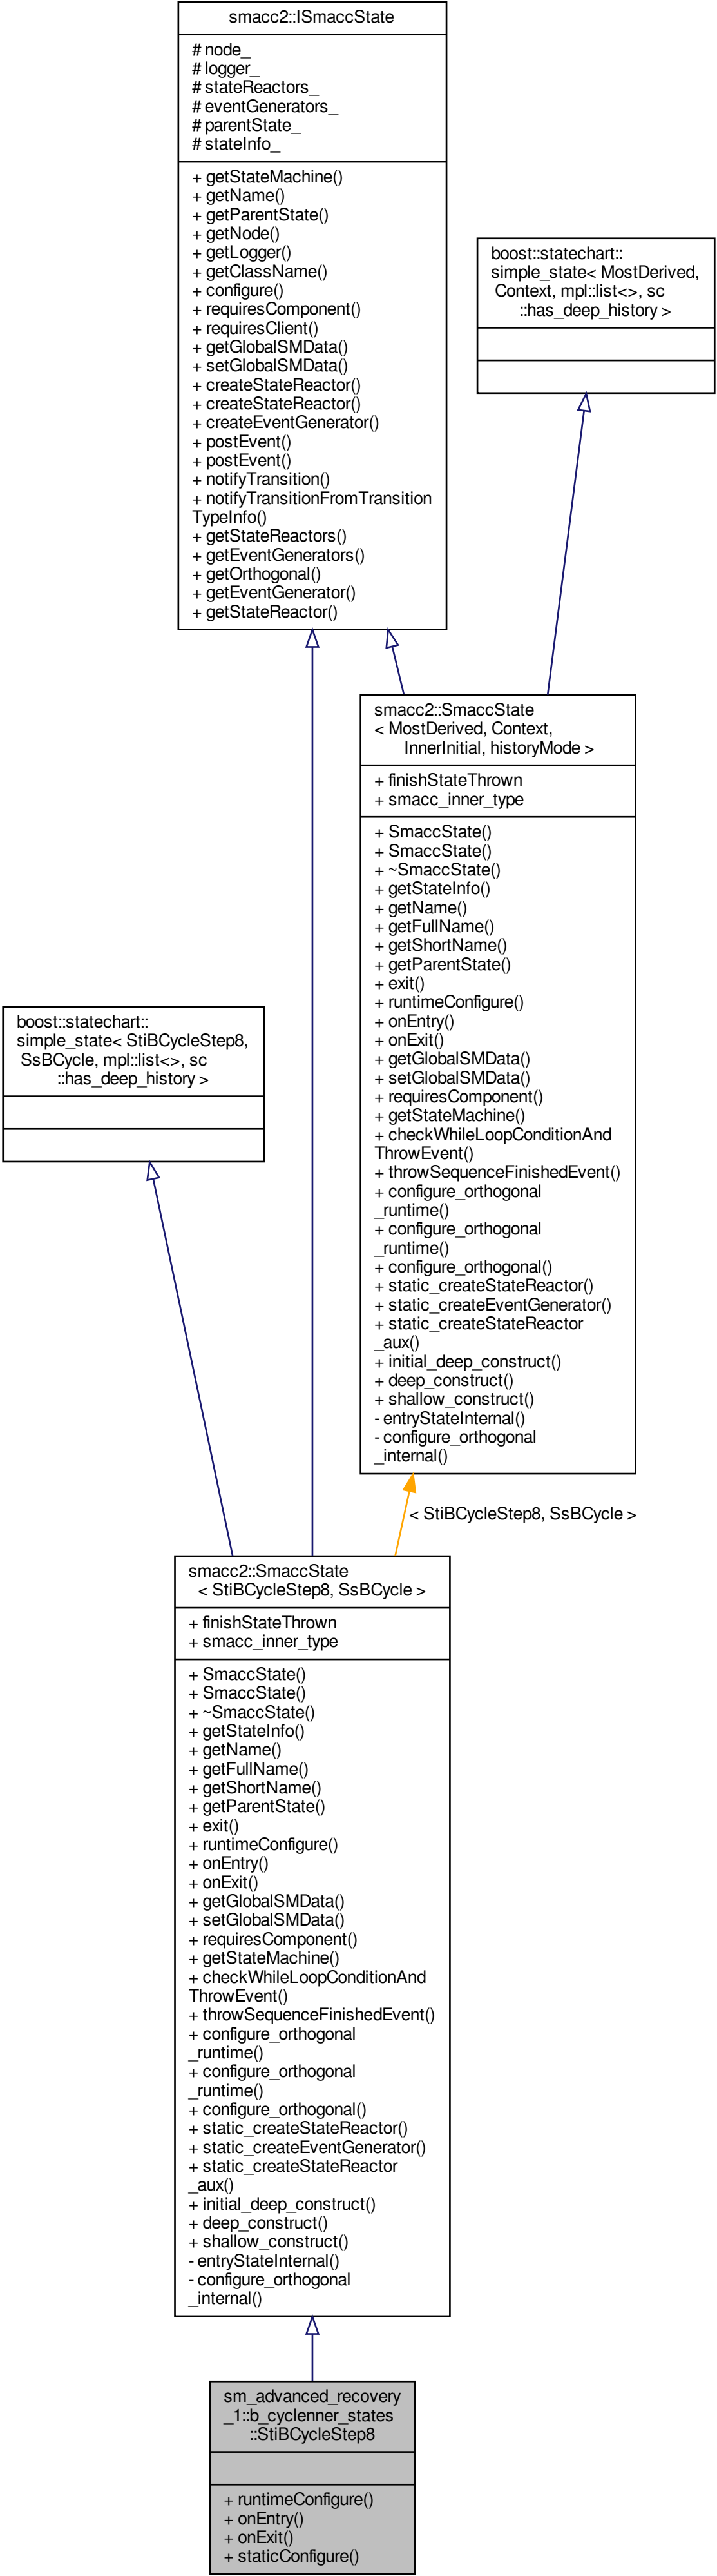 smacc2::ISmaccState
# node_
# logger_
# stateReactors_
# eventGenerators_
# parentState_
# stateInfo_
+ getStateMachine()
+ getName()
+ getParentState()
+ getNode()
+ getLogger()
+ getClassName()
+ configure()
+ requiresComponent()
+ requiresClient()
+ getGlobalSMData()
+ setGlobalSMData()
+ createStateReactor()
+ createStateReactor()
+ createEventGenerator()
+ postEvent()
+ postEvent()
+ notifyTransition()
+ notifyTransitionFromTransition
TypeInfo()
+ getStateReactors()
+ getEventGenerators()
+ getOrthogonal()
+ getEventGenerator()
+ getStateReactor()
boost::statechart::
simple_state< MostDerived,
Context, mpl::list<>, sc
::has_deep_history >
smacc2::SmaccState
< MostDerived, Context,
InnerInitial, historyMode >
+ finishStateThrown
+ smacc_inner_type
+ SmaccState()
+ SmaccState()
+ ~SmaccState()
+ getStateInfo()
+ getName()
+ getFullName()
+ getShortName()
+ getParentState()
+ exit()
+ runtimeConfigure()
+ onEntry()
+ onExit()
+ getGlobalSMData()
+ setGlobalSMData()
+ requiresComponent()
+ getStateMachine()
+ checkWhileLoopConditionAnd
ThrowEvent()
+ throwSequenceFinishedEvent()
+ configure_orthogonal
_runtime()
+ configure_orthogonal
_runtime()
+ configure_orthogonal()
+ static_createStateReactor()
+ static_createEventGenerator()
+ static_createStateReactor
_aux()
+ initial_deep_construct()
+ deep_construct()
+ shallow_construct()
- entryStateInternal()
- configure_orthogonal
_internal()
boost::statechart::
simple_state< StiBCycleStep8,
SsBCycle, mpl::list<>, sc
::has_deep_history >
< StiBCycleStep8, SsBCycle >
smacc2::SmaccState
< StiBCycleStep8, SsBCycle >
+ finishStateThrown
+ smacc_inner_type
+ SmaccState()
+ SmaccState()
+ ~SmaccState()
+ getStateInfo()
+ getName()
+ getFullName()
+ getShortName()
+ getParentState()
+ exit()
+ runtimeConfigure()
+ onEntry()
+ onExit()
+ getGlobalSMData()
+ setGlobalSMData()
+ requiresComponent()
+ getStateMachine()
+ checkWhileLoopConditionAnd
ThrowEvent()
+ throwSequenceFinishedEvent()
+ configure_orthogonal
_runtime()
+ configure_orthogonal
_runtime()
+ configure_orthogonal()
+ static_createStateReactor()
+ static_createEventGenerator()
+ static_createStateReactor
_aux()
+ initial_deep_construct()
+ deep_construct()
+ shallow_construct()
- entryStateInternal()
- configure_orthogonal
_internal()
sm_advanced_recovery
_1::b_cyclenner_states
::StiBCycleStep8
+ runtimeConfigure()
+ onEntry()
+ onExit()
+ staticConfigure()